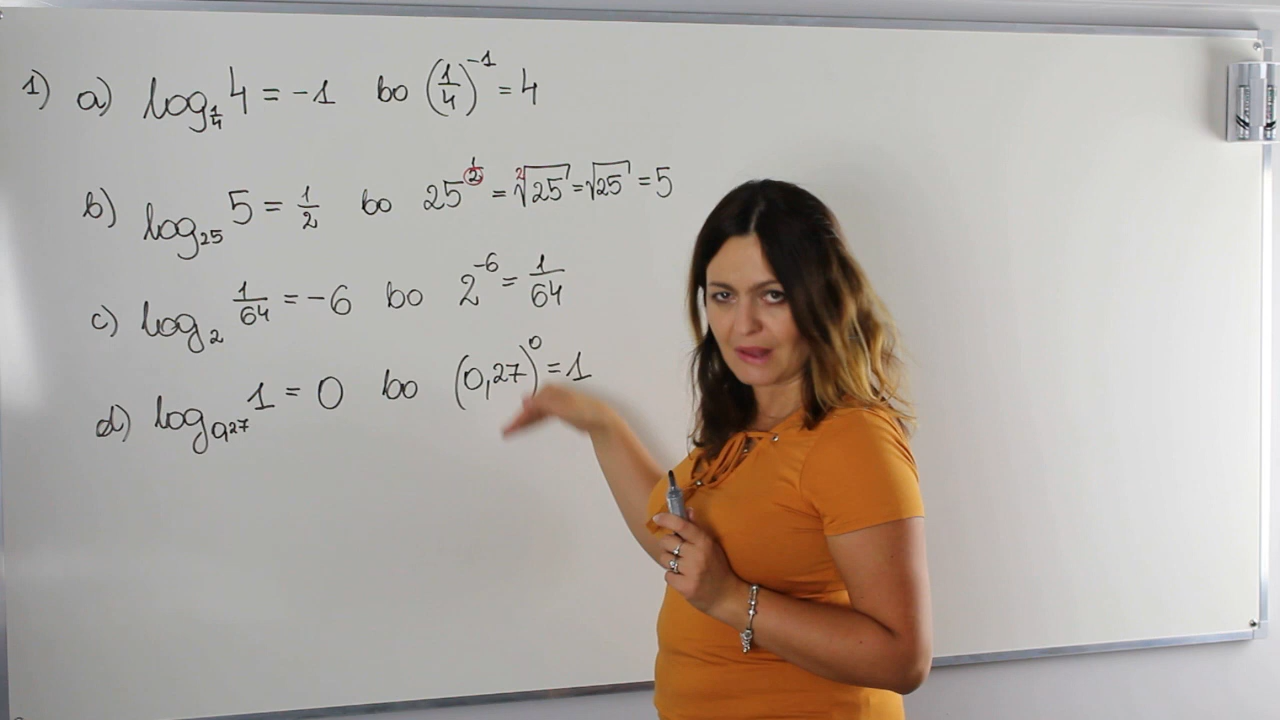 1) a) log_{1/4} 4 = -1 bo (1/4)^{-1} = 4
b) log_{25} 5 = 1/2 bo 25^{1/2} = \sqrt[2]{25} = \sqrt{25} = 5
c) log_2 1/64 = -6 bo 2^{-6} = 1/64
d) log_{0,27} 1 = 0 bo (0,27)^0 = 1